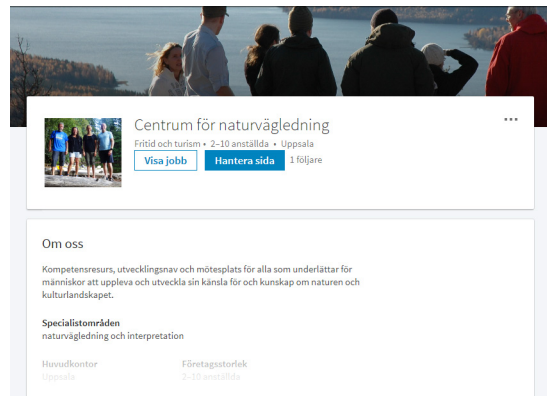 Centrum för naturvägledning
Fritid och turism • 2–10 anställda • Uppsala
Visa jobb Hantera sida 1 följare
Om oss
Kompetensresurs, utvecklingsnav och mötesplats för alla som underlättar för
människor att uppleva och utveckla sin känsla för och kunskap om naturen och
kulturlandskapet.
Specialistområden
naturvägledning och interpretation
Huvudkontor Företagsstorlek
Uppsala 2–10 anställda